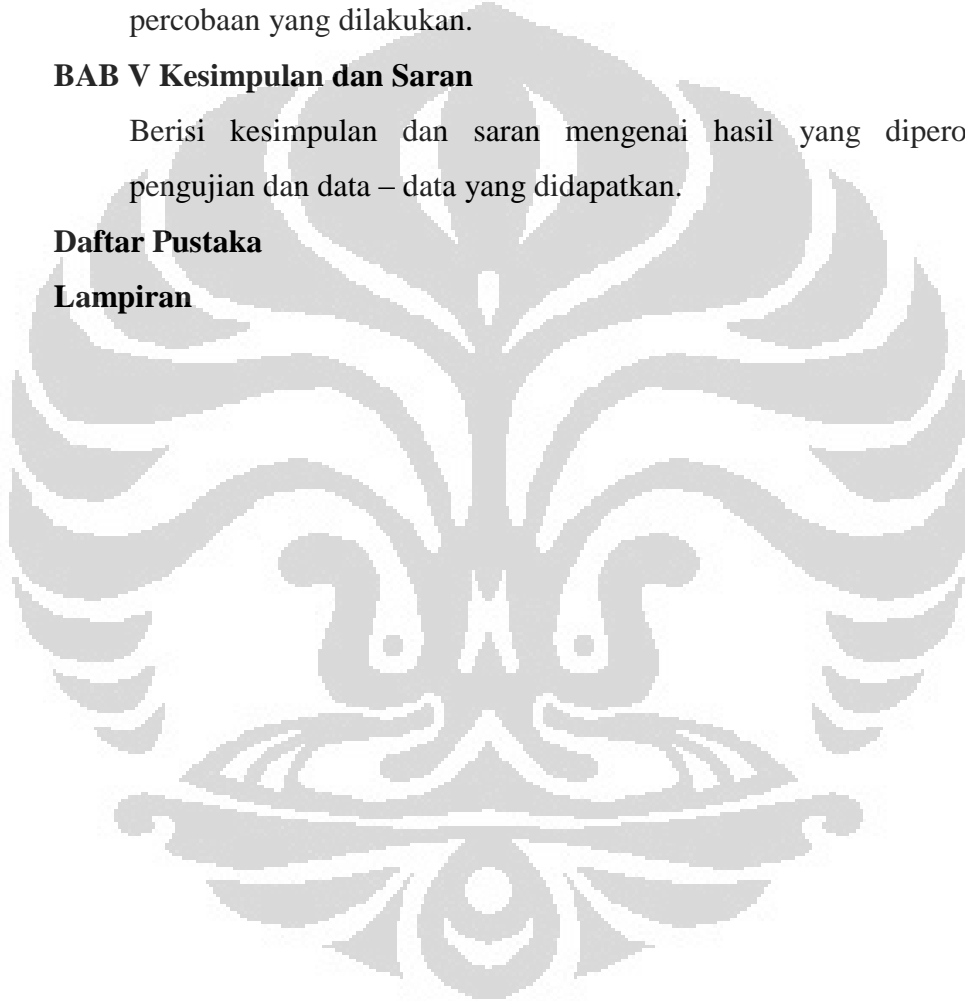 percobaan yang dilakukan.
BAB V Kesimpulan dan Saran
Berisi kesimpulan dan saran mengenai hasil yang dipero
pengujian dan data – data yang didapatkan.
Daftar Pustaka
Lampiran